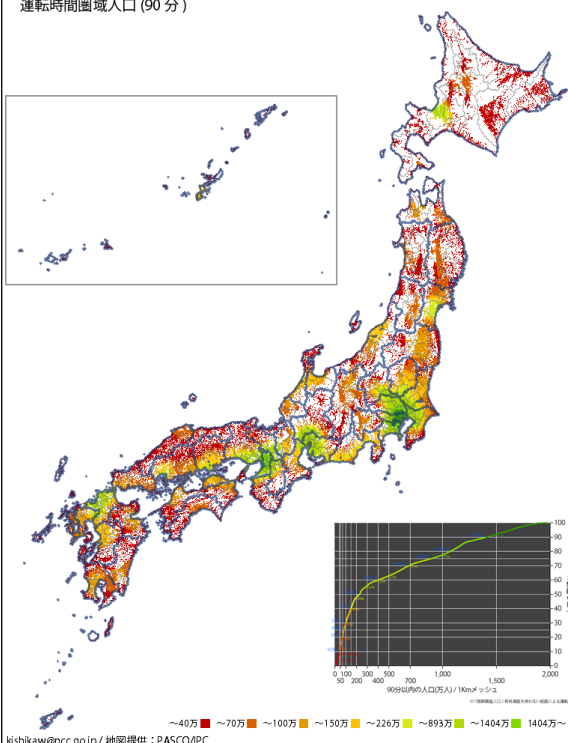 運転時間圏域人口 (90 分 )
100
90
80
70
60
50
40
30
20
10
0
0 100 300 500 1,000 2,000
50 200 400 700 1,500
90分以内の人口(万人) / 1Kmメッシュ
～40万 ～70万 ～100万 ～150万 ～226万 ～893万 ～1404万 1404万～
kishikaw@ncc.go.jp / 地図提供：PASCO/IPC